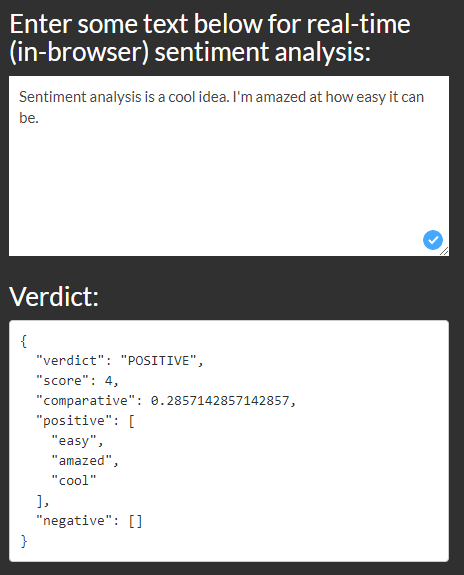 Enter some text below for real-time
(in-browser) sentiment analysis:
Sentiment analysis is a cool idea. I'm amazed at how easy it can
be.
Verdict:
{
  "verdict": "POSITIVE",
  "score": 4,
  "comparative": 0.2857142857142857,
  "positive": [
    "easy",
    "amazed",
    "cool"
  ],
  "negative": []
}